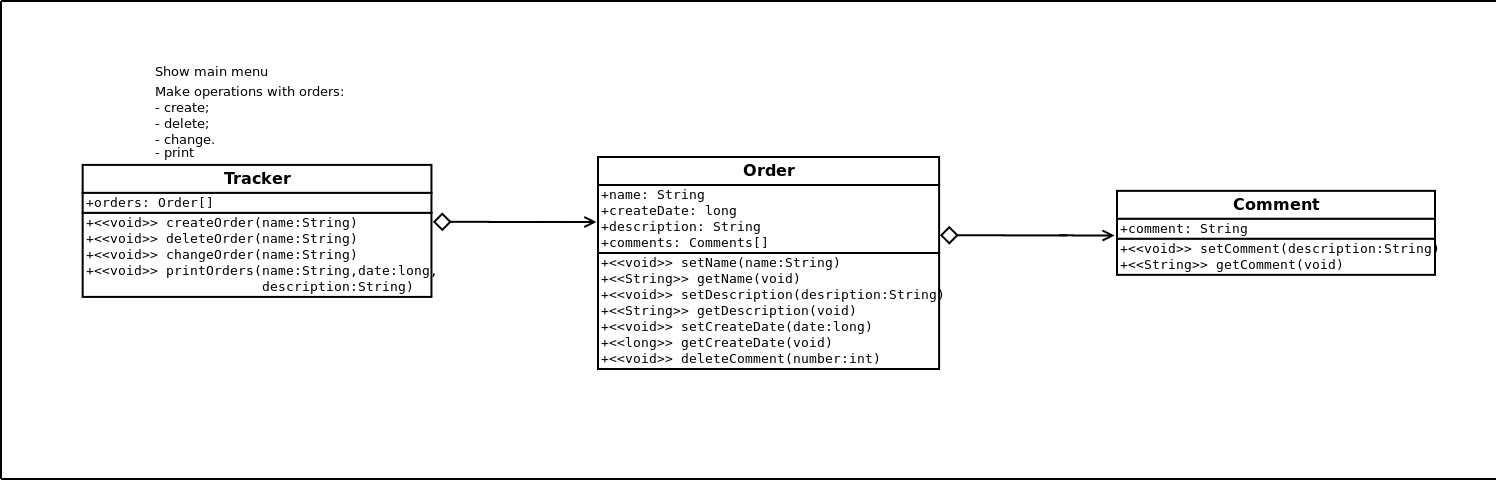 Show main menu
Make operations with orders:
- create;
- delete;
- change.
- print
Tracker
+orders: Order[]
+<<void>> createOrder(name:String)
+<<void>> deleteOrder(name:String)
+<<void>> changeOrder(name:String)
+<<void>> printOrders(name:String,date:long,
description:String)
Order
+name: String
+createDate: long
+description: String
+comments: Comments[]
+<<void>> setName(name:String)
+<<String>> getName(void)
+<<void>> setDescription(desription:String)
+<<String>> getDescription(void)
+<<void>> setCreateDate(date:long)
+<<long>> getCreateDate(void)
+<<void>> deleteComment(number:int)
Comment
+comment: String
+<<void>> setComment(description:String)
+<<String>> getComment(void)